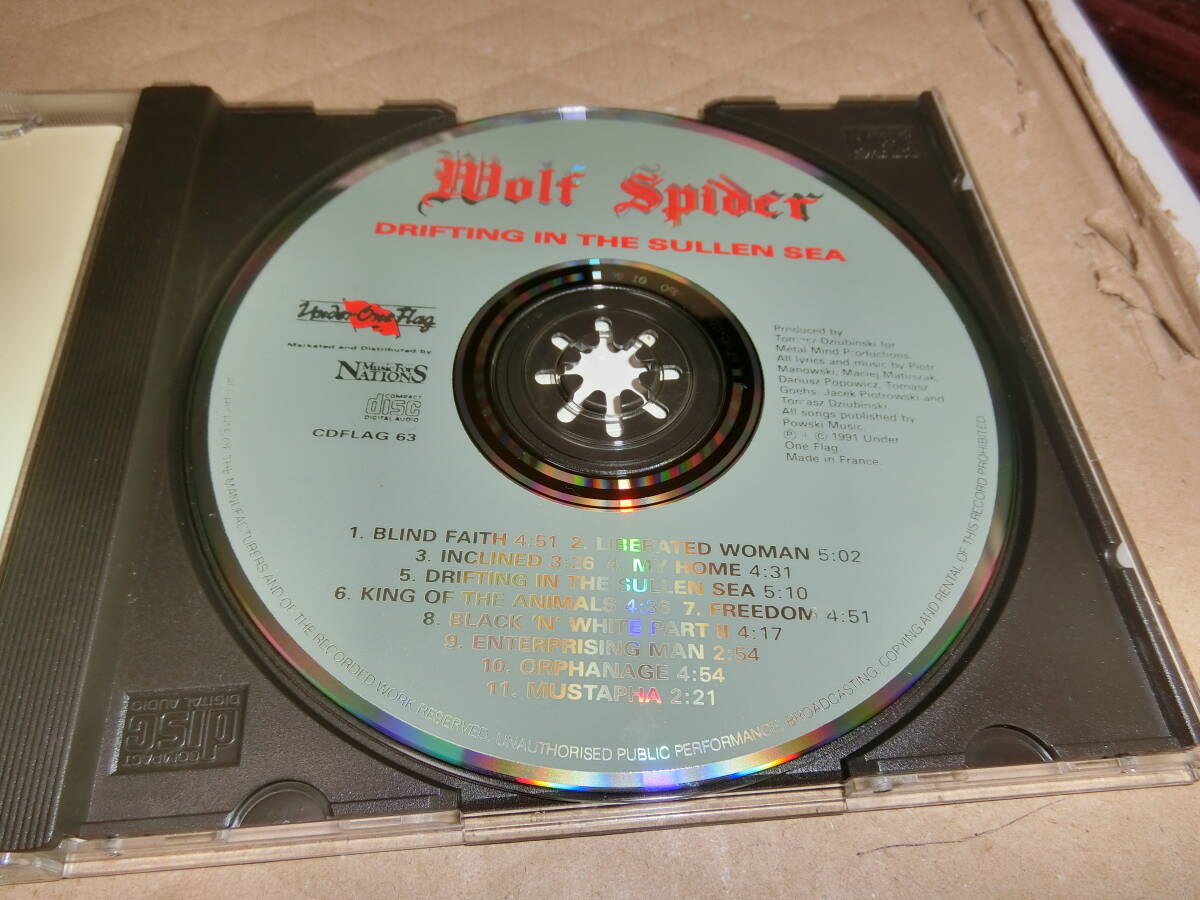 Wolf Spider
DRIFTING IN THE SULLEN SEA
Under One Flag
Marketed and Distributed by
Music For
NATIONS
COMPACT
disc
DIGITAL AUDIO
CDFLAG 63
Produced by
Tomasz Dziubinski for
Metal Mind Productions.
All lyrics and music by Piotr
Manowski, Maciej Matuszak,
Dariusz Popowicz, Tomasz
Goehs, Jacek Piotrowski and
Tomasz Dziubinski.
All songs published by
Powski Music.
℗ + © 1991 Under
One Flag.
Made in France.
1. BLIND FAITH 4:51 2. LIBERATED WOMAN 5:02
3. INCLINED 3:26 4. MY HOME 4:31
5. DRIFTING IN THE SULLEN SEA 5:10
6. KING OF THE ANIMALS 4:36 7. FREEDOM 4:51
8. BLACK 'N' WHITE PART II 4:17
9. ENTERPRISING MAN 2:54
10. ORPHANAGE 4:54
11. MUSTAPHA 2:21
THE MANUFACTURERS AND OF THE RECORDED WORK RESERVED. UNAUTHORISED PUBLIC PERFORMANCE, BROADCASTING, COPYING AND RENTAL OF THIS RECORD PROHIBITED
COMPACT
disc
DIGITAL AUDIO